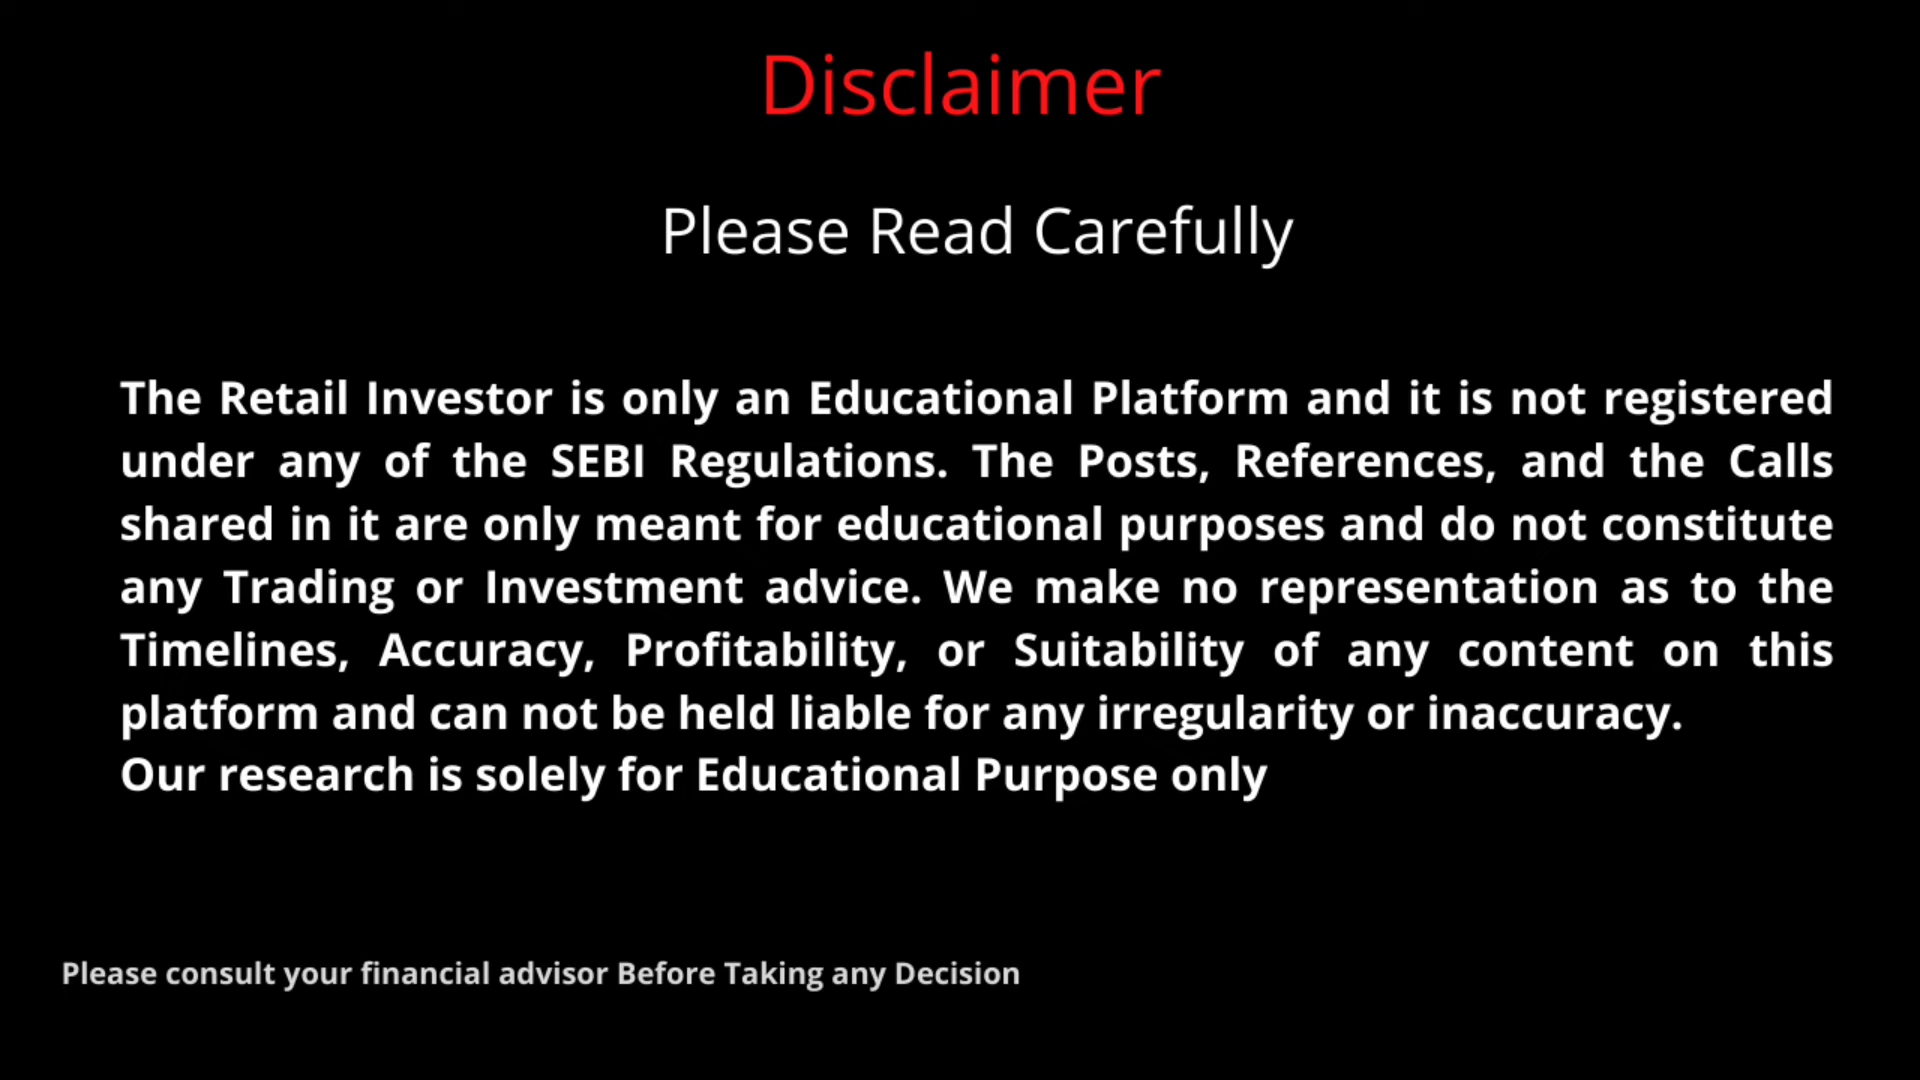 Disclaimer
Please Read Carefully
The Retail Investor is only an Educational Platform and it is not registered
under any of the SEBI Regulations. The Posts, References, and the Calls
shared in it are only meant for educational purposes and do not constitute
any Trading or Investment advice. We make no representation as to the
Timelines, Accuracy, Profitability, or Suitability of any content on this
platform and can not be held liable for any irregularity or inaccuracy.
Our research is solely for Educational Purpose only
Please consult your financial advisor Before Taking any Decision